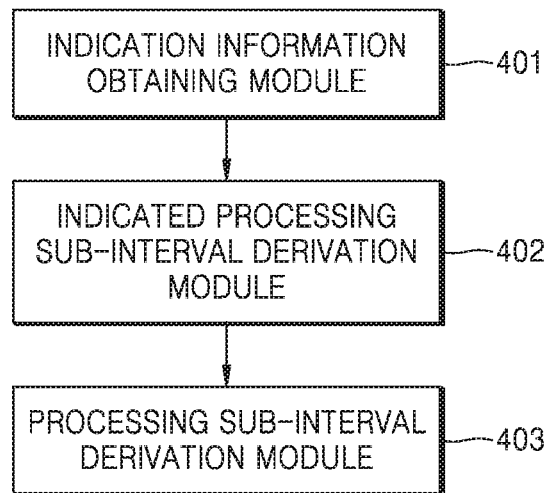 INDICATION INFORMATION
OBTAINING MODULE
401
INDICATED PROCESSING
SUB-INTERVAL DERIVATION
MODULE
402
PROCESSING SUB-INTERVAL
DERIVATION MODULE
403